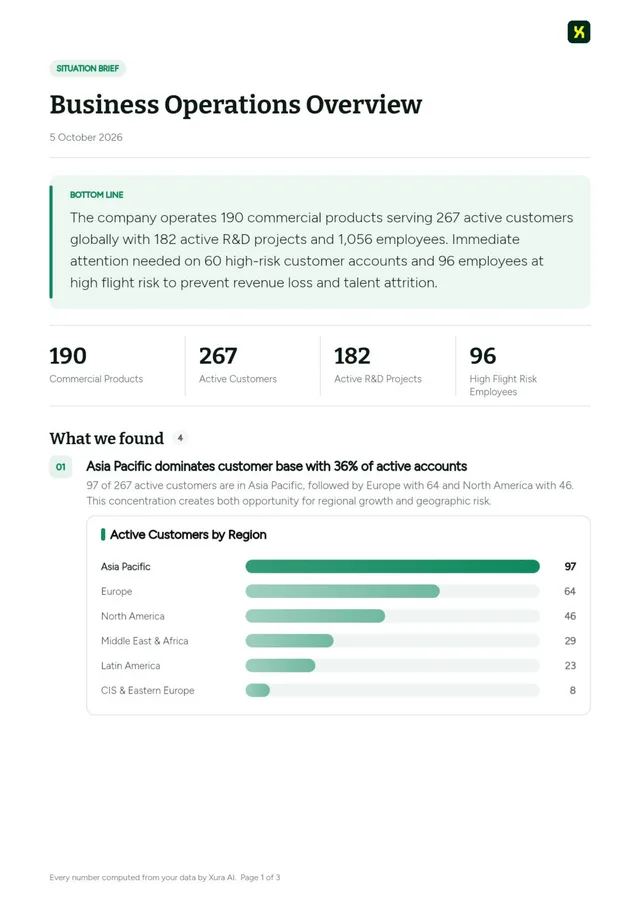 SITUATION BRIEF
Business Operations Overview
5 October 2026
BOTTOM LINE
The company operates 190 commercial products serving 267 active customers
globally with 182 active R&D projects and 1,056 employees. Immediate
attention needed on 60 high-risk customer accounts and 96 employees at
high flight risk to prevent revenue loss and talent attrition.
190
Commercial Products
267
Active Customers
182
Active R&D Projects
96
High Flight Risk
Employees
What we found 4
01 Asia Pacific dominates customer base with 36% of active accounts
97 of 267 active customers are in Asia Pacific, followed by Europe with 64 and North America with 46.
This concentration creates both opportunity for regional growth and geographic risk.
Active Customers by Region
Asia Pacific 97
Europe 64
North America 46
Middle East & Africa 29
Latin America 23
CIS & Eastern Europe 8
Every number computed from your data by Xura AI. Page 1 of 3